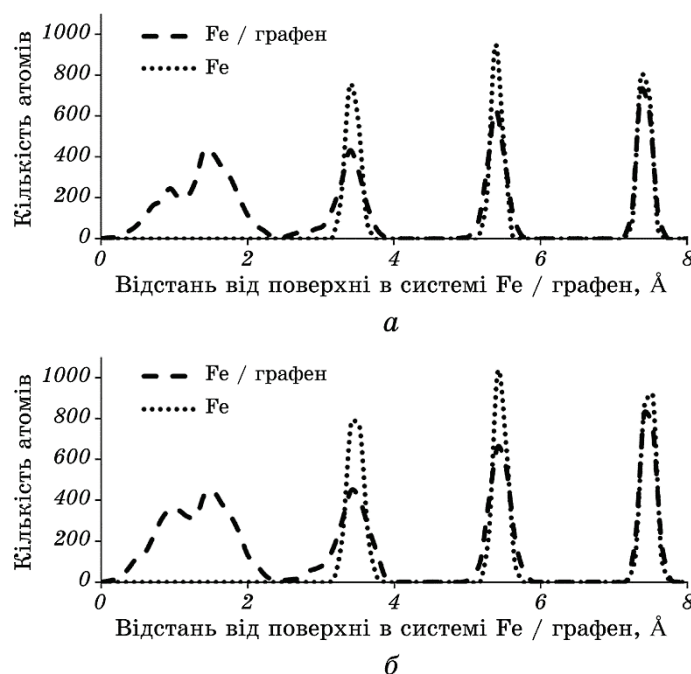 Кількість атомів
1000
800
600
400
200
0
Fe / графен
Fe
0 2 4 6 8
Відстань від поверхні в системі Fe / графен, Å
а
Кількість атомів
1000
800
600
400
200
0
Fe / графен
Fe
0 2 4 6 8
Відстань від поверхні в системі Fe / графен, Å
б